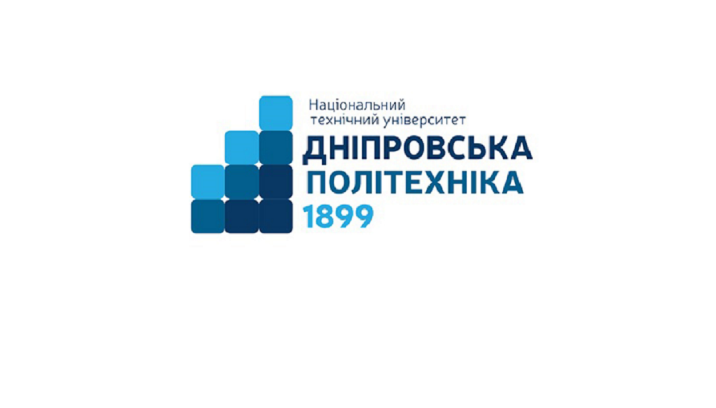 Національний
технічний університет
ДНІПРОВСЬКА
ПОЛІТЕХНІКА
1899